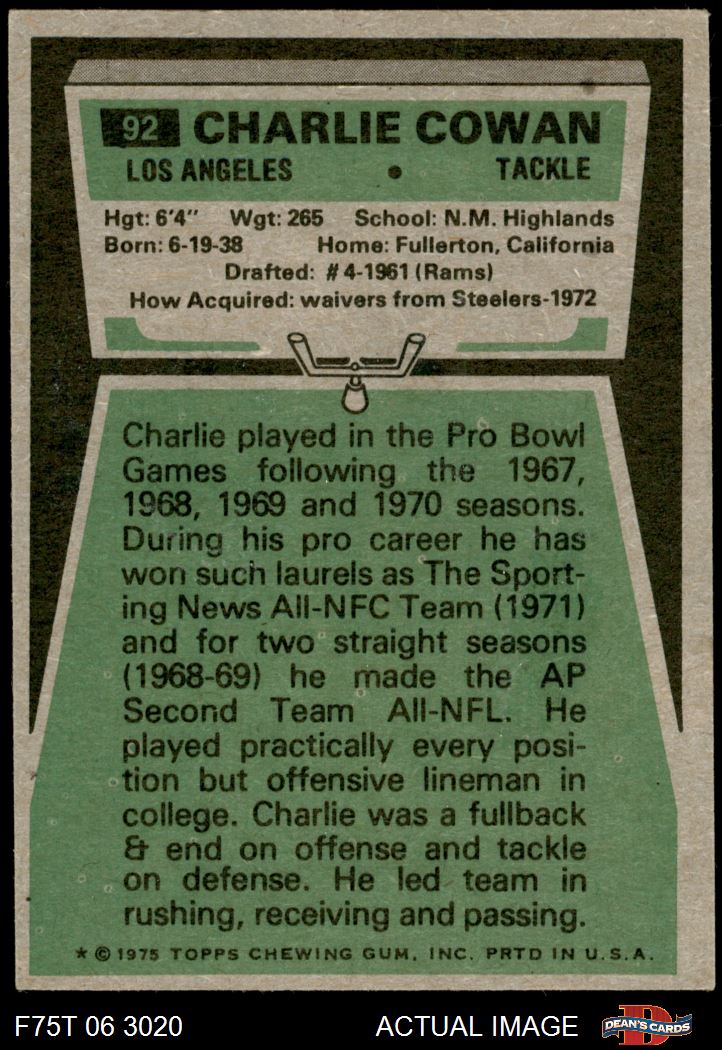 92 CHARLIE COWAN
LOS ANGELES • TACKLE
Hgt: 6'4" Wgt: 265 School: N.M. Highlands
Born: 6-19-38 Home: Fullerton, California
Drafted: #4-1961 (Rams)
How Acquired: waivers from Steelers-1972
Charlie played in the Pro Bowl
Games following the 1967,
1968, 1969 and 1970 seasons.
During his pro career he has
won such laurels as The Sport-
ing News All-NFC Team (1971)
and for two straight seasons
(1968-69) he made the AP
Second Team All-NFL. He
played practically every posi-
tion but offensive lineman in
college. Charlie was a fullback
& end on offense and tackle
on defense. He led team in
rushing, receiving and passing.
* © 1975 TOPPS CHEWING GUM, INC. PRTD IN U.S.A.
F75T 06 3020 ACTUAL IMAGE D DEAN'S CARDS